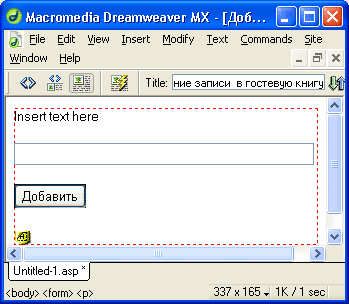 Macromedia Dreamweaver MX - [Доб...
File Edit View Insert Modify Text Commands Site
Window Help
Title: ние записи в гостевую книгу
Insert text here
Добавить
Untitled-1.asp*
<body> <form> <p> 337 x 165 1K / 1 sec